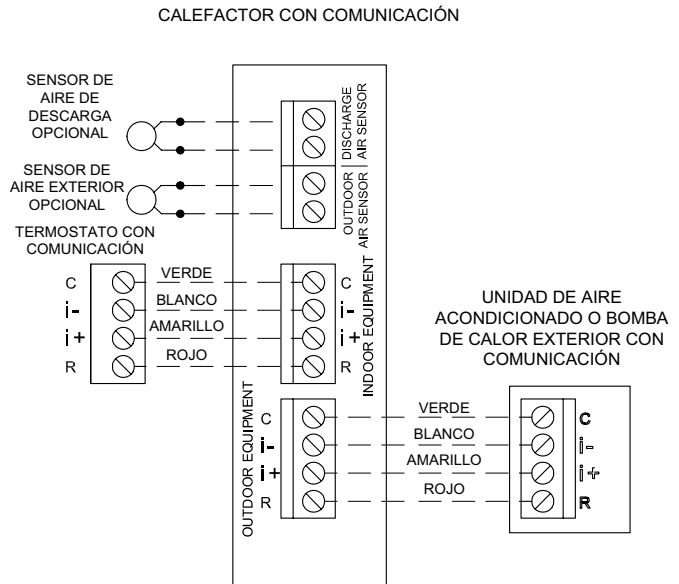 CALEFACTOR CON COMUNICACIÓN
SENSOR DE
AIRE DE
DESCARGA
OPCIONAL
DISCHARGE
AIR SENSOR
SENSOR DE
AIRE EXTERIOR
OPCIONAL
OUTDOOR
AIR SENSOR
TERMOSTATO CON
COMUNICACIÓN
C
i-
i+
R
VERDE
BLANCO
AMARILLO
ROJO
C
i-
i+
R
INDOOR EQUIPMENT
UNIDAD DE AIRE
ACONDICIONADO O BOMBA
DE CALOR EXTERIOR CON
COMUNICACIÓN
OUTDOOR EQUIPMENT
C
i-
i+
R
VERDE
BLANCO
AMARILLO
ROJO
C
i-
i+
R